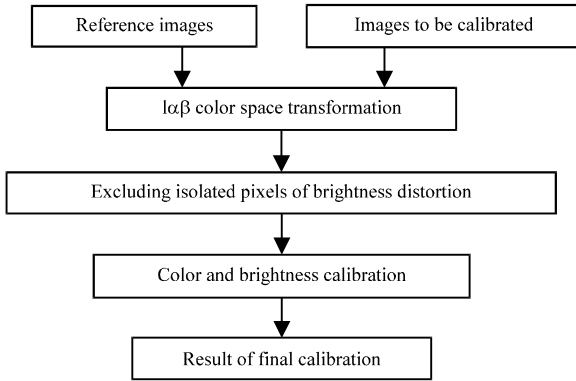 Reference images
Images to be calibrated
lαβ color space transformation
Excluding isolated pixels of brightness distortion
Color and brightness calibration
Result of final calibration